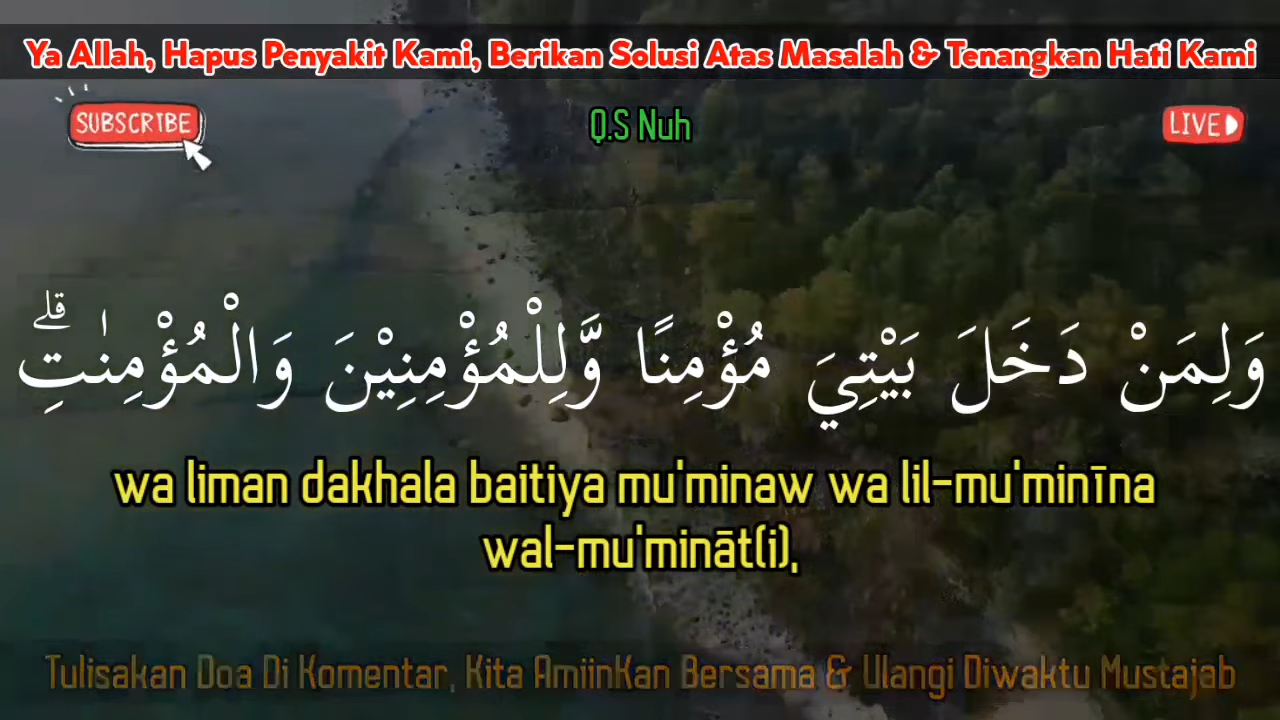 Ya Allah, Hapus Penyakit Kami, Berikan Solusi Atas Masalah & Tenangkan Hati Kami
SUBSCRIBE
Q.S Nuh
LIVE
وَلِمَنْ دَخَلَ بَيْتِيَ مُؤْمِنًا وَّلِلْمُؤْمِنِيْنَ وَالْمُؤْمِنٰتِۗ
wa liman dakhala baitiya mu'minaw wa lil-mu'minīna
wal-mu'mināt(i),
Tulisakan Doa Di Komentar, Kita AmiinKan Bersama & Ulangi Diwaktu Mustajab